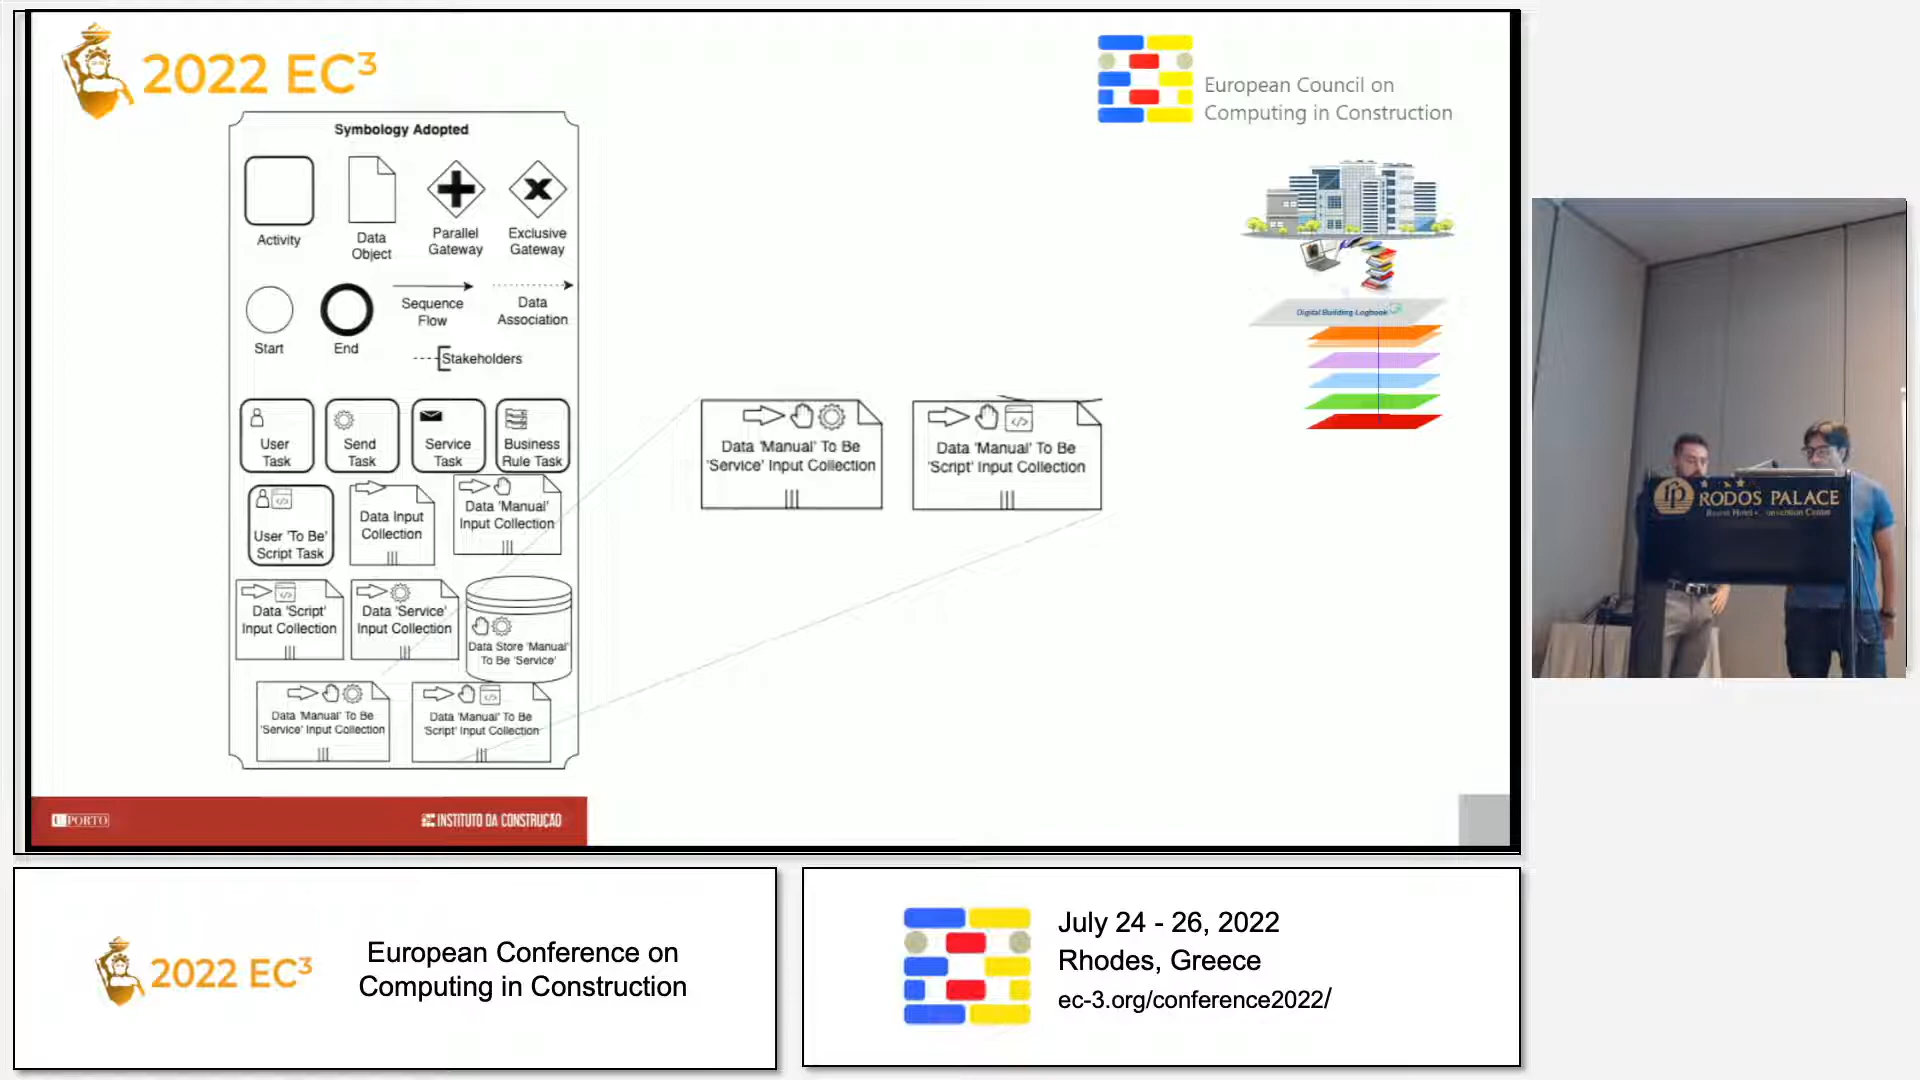 2022 EC³
European Council on
Computing in Construction
Symbology Adopted
Activity
Data
Object
Parallel
Gateway
Exclusive
Gateway
Start
End
Sequence
Flow
Data
Association
Stakeholders
User
Task
Send
Task
Service
Task
Business
Rule Task
User 'To Be'
Script Task
Data Input
Collection
Data 'Manual'
Input Collection
Data 'Script'
Input Collection
Data 'Service'
Input Collection
Data Store 'Manual'
To Be 'Service'
Data 'Manual' To Be
'Service' Input Collection
Data 'Manual' To Be
'Script' Input Collection
Data 'Manual' To Be
'Service' Input Collection
Data 'Manual' To Be
'Script' Input Collection
Digital Building Logbook
U.PORTO
INSTITUTO DA CONSTRUÇÃO
rp RODOS PALACE
2022 EC³
European Conference on
Computing in Construction
July 24 - 26, 2022
Rhodes, Greece
ec-3.org/conference2022/